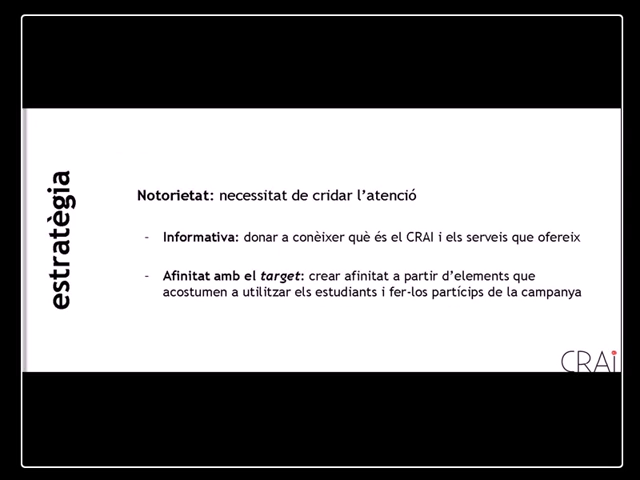 estratègia
Notorietat: necessitat de cridar l'atenció
- Informativa: donar a conèixer què és el CRAI i els serveis que ofereix
- Afinitat amb el target: crear afinitat a partir d'elements que
acostumen a utilitzar els estudiants i fer-los partícips de la campanya
CRAi